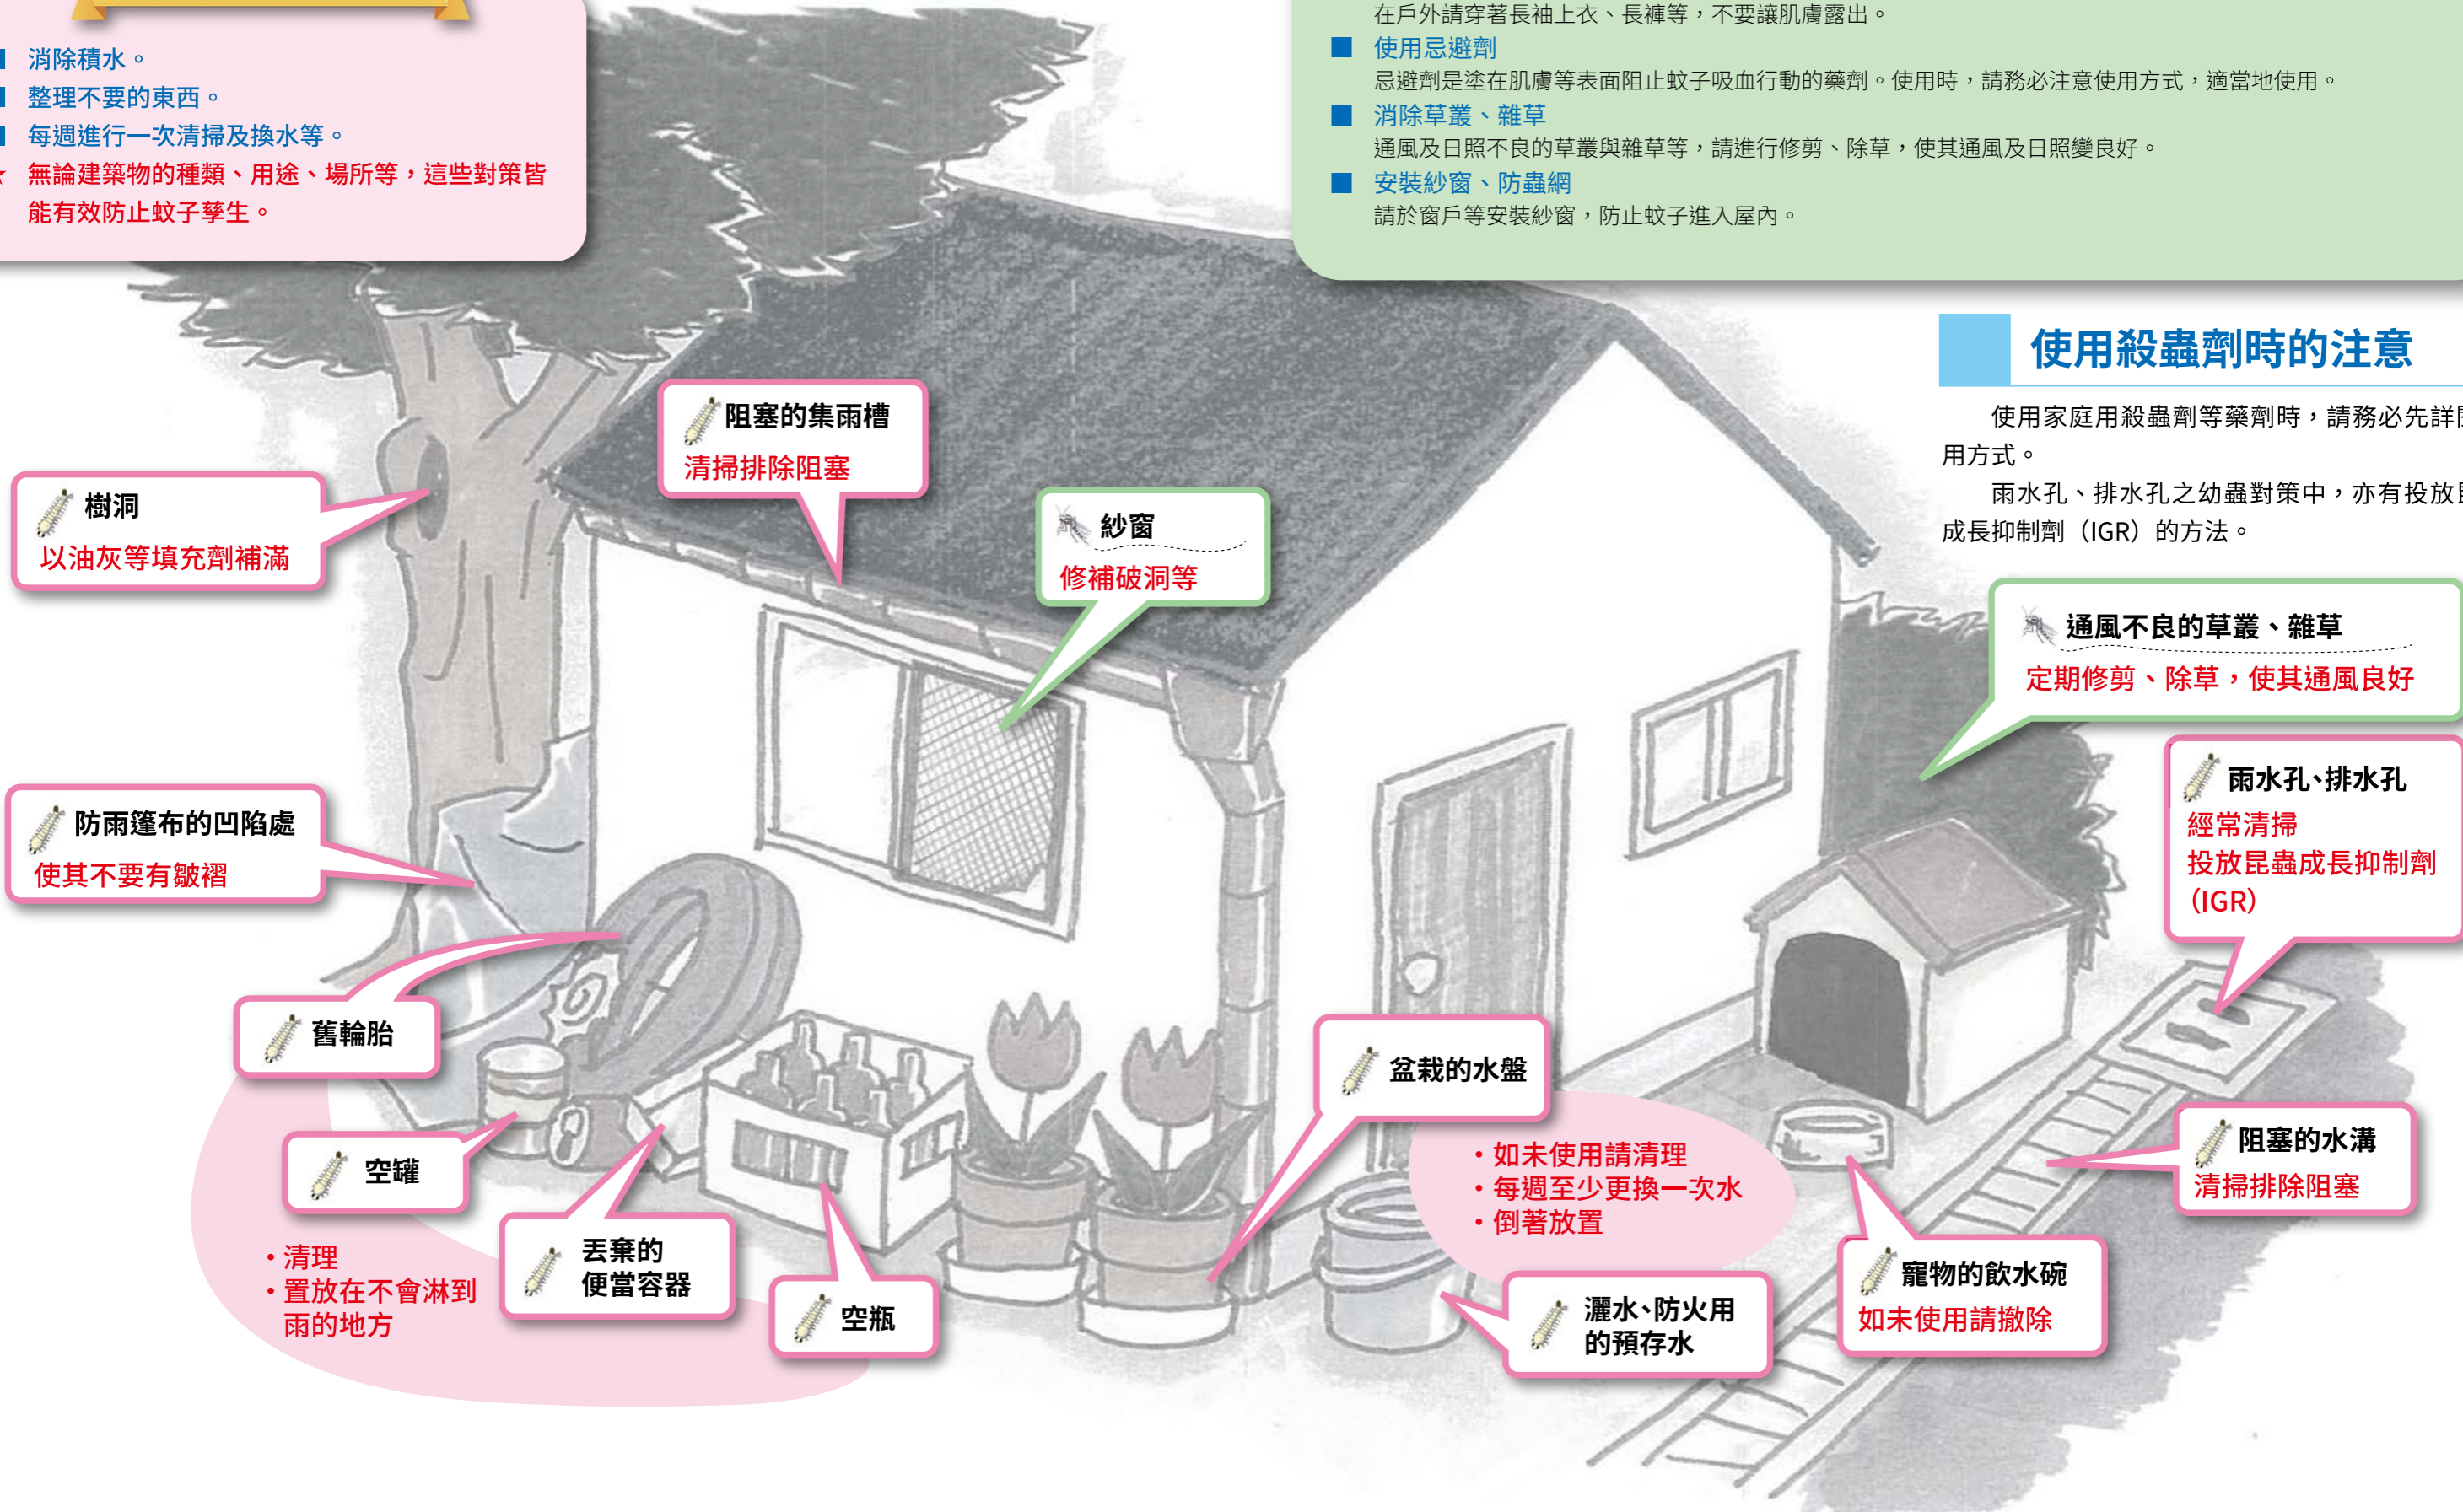 消除積水。
整理不要的東西。
每週進行一次清掃及換水等。
無論建築物的種類、用途、場所等，這些對策皆
能有效防止蚊子孳生。
在戶外請穿著長袖上衣、長褲等，不要讓肌膚露出。
■ 使用忌避劑
忌避劑是塗在肌膚等表面阻止蚊子吸血行動的藥劑。使用時，請務必注意使用方式，適當地使用。
■ 消除草叢、雜草
通風及日照不良的草叢與雜草等，請進行修剪、除草，使其通風及日照變良好。
■ 安裝紗窗、防蟲網
請於窗戶等安裝紗窗，防止蚊子進入屋內。
使用殺蟲劑時的注意
使用家庭用殺蟲劑等藥劑時，請務必先詳
用方式。
雨水孔、排水孔之幼蟲對策中，亦有投放
成長抑制劑（IGR）的方法。
阻塞的集雨槽
清掃排除阻塞
樹洞
以油灰等填充劑補滿
紗窗
修補破洞等
通風不良的草叢、雜草
定期修剪、除草，使其通風良好
雨水孔、排水孔
經常清掃
投放昆蟲成長抑制劑
（IGR）
防雨篷布的凹陷處
使其不要有皺褶
舊輪胎
空罐
丟棄的
便當容器
空瓶
・清理
・置放在不會淋到
雨的地方
盆栽的水盤
・如未使用請清理
・每週至少更換一次水
・倒著放置
灑水、防火用
的預存水
寵物的飲水碗
如未使用請撤除
阻塞的水溝
清掃排除阻塞